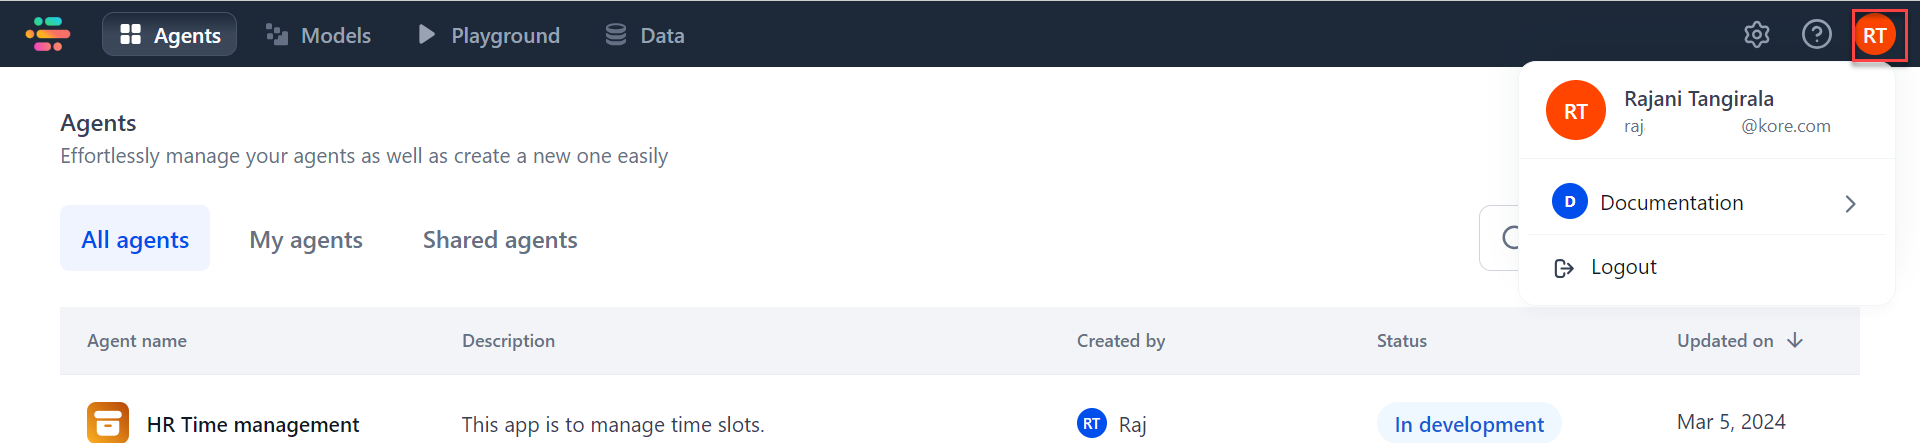 Agents
Models
Playground
Data
RT
RT
Rajani Tangirala
raj @kore.com
D Documentation
Logout
Agents
Effortlessly manage your agents as well as create a new one easily
All agents
My agents
Shared agents
Agent name
Description
Created by
Status
Updated on
HR Time management
This app is to manage time slots.
RT Raj
In development
Mar 5, 2024